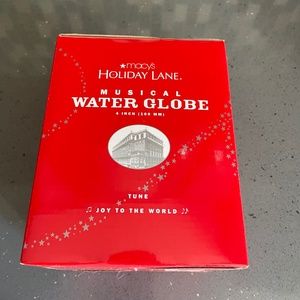 ★macy's
HOLIDAY LANE.
MUSICAL
WATER GLOBE
4 INCH (100 MM)
TUNE
♫ JOY TO THE WORLD ♫